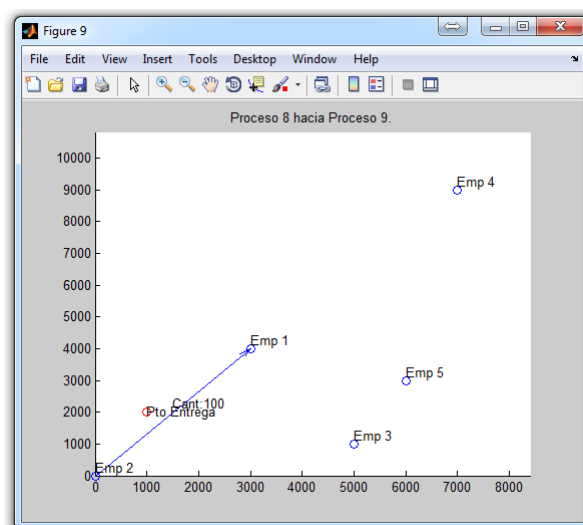 Figure 9
File Edit View Insert Tools Desktop Window Help
Proceso 8 hacia Proceso 9.
10000
9000
8000
7000
6000
5000
4000
3000
2000
1000
0
Emp 4
Emp 1
Emp 5
Cant:100
Pto Entrega
Emp 3
Emp 2
0 1000 2000 3000 4000 5000 6000 7000 8000